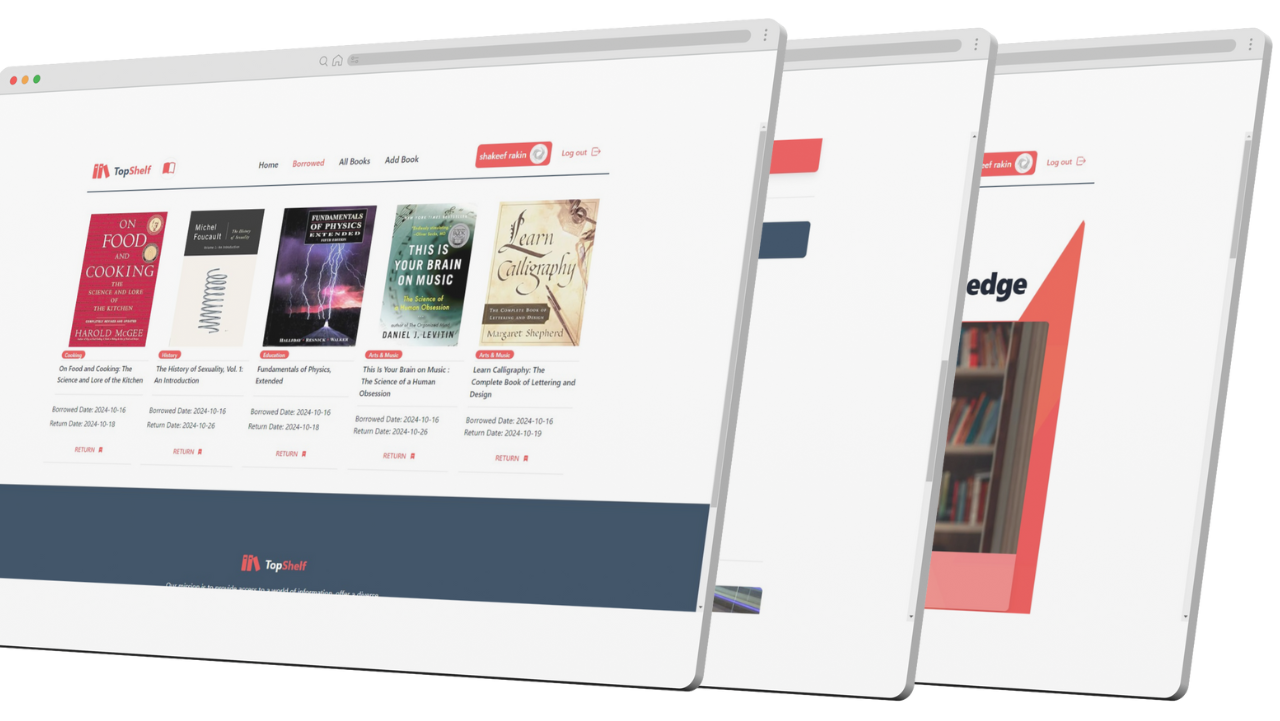 TopShelf
Home
Borrowed
All Books
Add Book
shakeef rakin
Log out
ON
FOOD
AND
COOKING
THE
SCIENCE AND LORE
OF
THE KITCHEN
HAROLD McGEE
Michel
Foucault
The History
of Sexuality
FUNDAMENTALS
OF PHYSICS
EXTENDED
HALLIDAY · RESNICK · WALKER
THIS IS
YOUR BRAIN
ON MUSIC
The Science of
a Human Obsession
DANIEL J. LEVITIN
Learn
Calligraphy
THE COMPLETE BOOK OF
LETTERING AND DESIGN
Margaret Shepherd
Cooking
On Food and Cooking: The
Science and Lore of the Kitchen
Borrowed Date: 2024-10-16
Return Date: 2024-10-18
RETURN
History
The History of Sexuality, Vol. 1:
An Introduction
Borrowed Date: 2024-10-16
Return Date: 2024-10-26
RETURN
Education
Fundamentals of Physics,
Extended
Borrowed Date: 2024-10-16
Return Date: 2024-10-18
RETURN
Arts & Music
This Is Your Brain on Music :
The Science of a Human
Obsession
Borrowed Date: 2024-10-16
Return Date: 2024-10-26
RETURN
Arts & Music
Learn Calligraphy: The
Complete Book of Lettering and
Design
Borrowed Date: 2024-10-16
Return Date: 2024-10-19
RETURN
TopShelf
Our mission is to provide access to a world of information, offer a diverse
eef rakin
Log out
edge